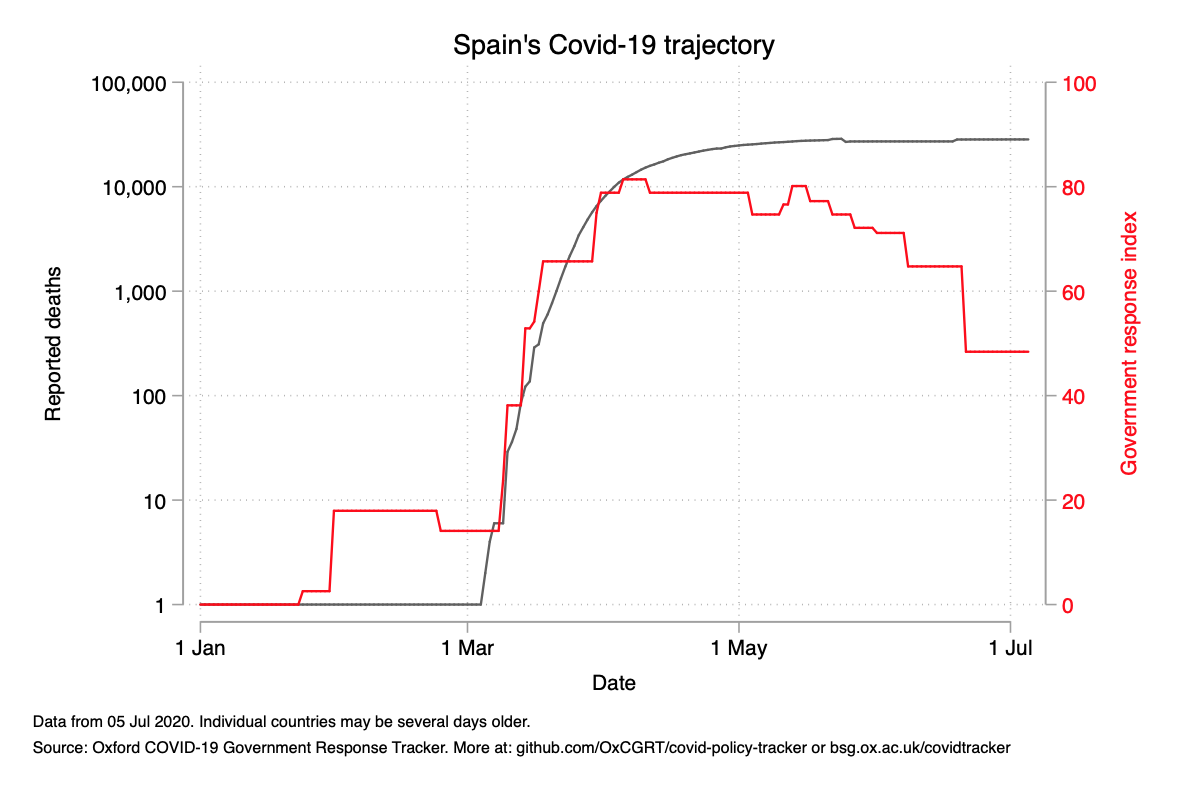 Spain's Covid-19 trajectory
100,000
10,000
1,000
100
10
1
Reported deaths
100
80
60
40
20
0
Government response index
1 Jan
1 Mar
1 May
1 Jul
Date
Data from 05 Jul 2020. Individual countries may be several days older.
Source: Oxford COVID-19 Government Response Tracker. More at: github.com/OxCGRT/covid-policy-tracker or bsg.ox.ac.uk/covidtracker